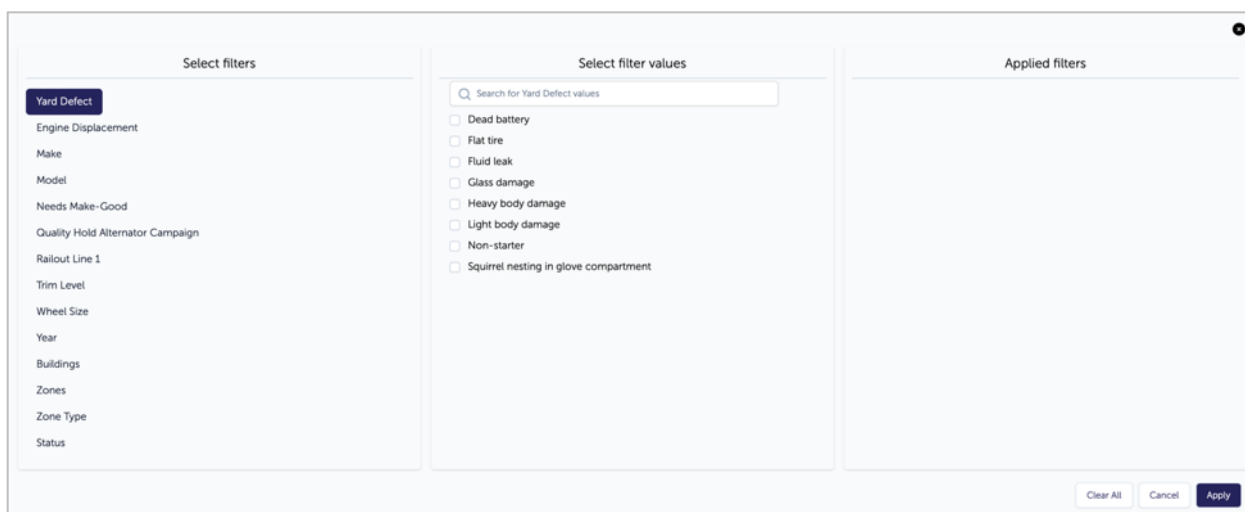 Select filters
Yard Defect
Engine Displacement
Make
Model
Needs Make-Good
Quality Hold Alternator Campaign
Railout Line 1
Trim Level
Wheel Size
Year
Buildings
Zones
Zone Type
Status
Select filter values
Search for Yard Defect values
Dead battery
Flat tire
Fluid leak
Glass damage
Heavy body damage
Light body damage
Non-starter
Squirrel nesting in glove compartment
Applied filters
Clear All
Cancel
Apply